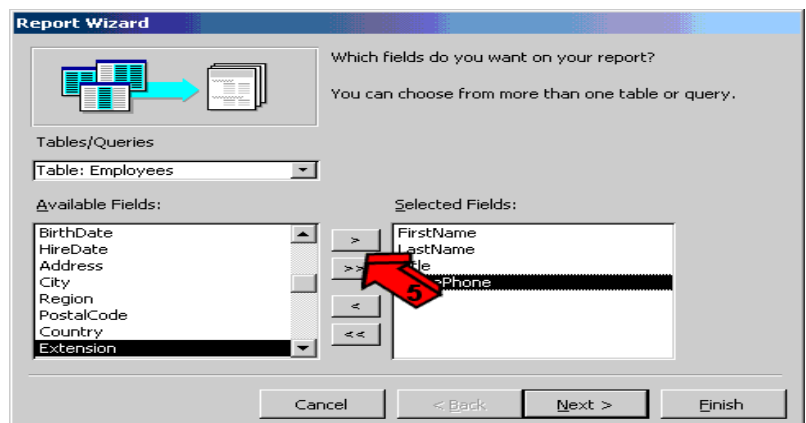 Report Wizard
Which fields do you want on your report?
You can choose from more than one table or query.
Tables/Queries
Table: Employees
Available Fields:
BirthDate
HireDate
Address
City
Region
PostalCode
Country
Extension
>
>>
<
<<
5
Selected Fields:
FirstName
LastName
Cancel
< Back
Next >
Finish